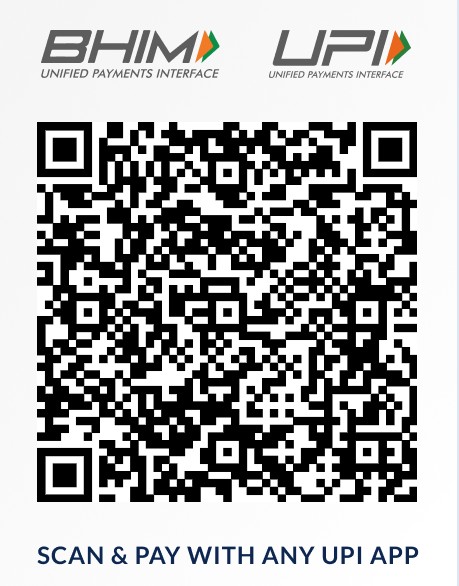 BHIM UPI
UNIFIED PAYMENTS INTERFACE UNIFIED PAYMENTS INTERFACE
SCAN & PAY WITH ANY UPI APP